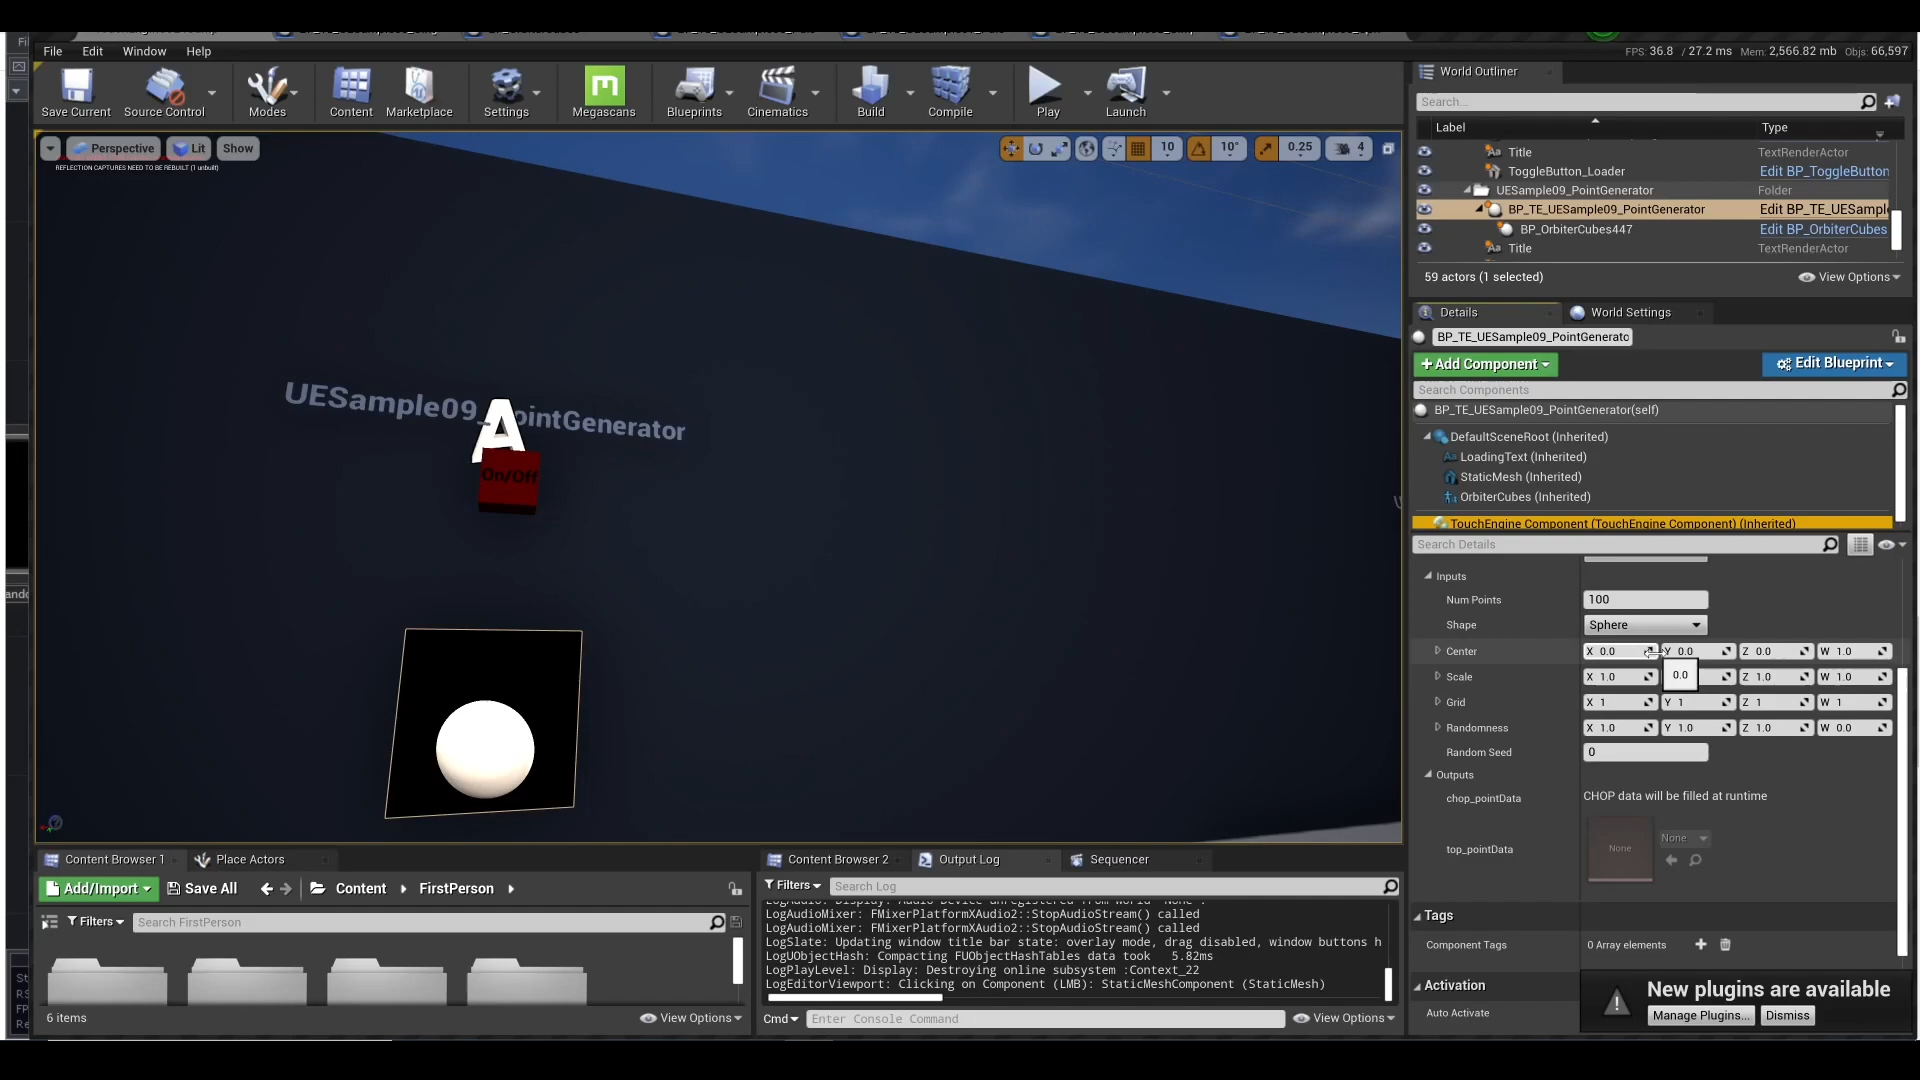 File Edit Window Help
FPS: 36.8 / 27.2 ms Mem: 2,566.82 mb Objs: 66,597
Save Current Source Control Modes Content Marketplace Settings Megascans Blueprints Cinematics Build Compile Play Launch
Perspective Lit Show
10 10° 0.25 4
REFLECTION CAPTURES NEED TO BE REBUILT (1 unbuilt)
UESample09_PointGenerator
A
On/Off
World Outliner
Search...
Label Type
Title TextRenderActor
ToggleButton_Loader Edit BP_ToggleButton
UESample09_PointGenerator Folder
BP_TE_UESample09_PointGenerator Edit BP_TE_UESampl
BP_OrbiterCubes447 Edit BP_OrbiterCubes
Title TextRenderActor
59 actors (1 selected) View Options
Details World Settings
BP_TE_UESample09_PointGenerato
+Add Component Edit Blueprint
Search Components
BP_TE_UESample09_PointGenerator(self)
DefaultSceneRoot (Inherited)
LoadingText (Inherited)
StaticMesh (Inherited)
OrbiterCubes (Inherited)
TouchEngine Component (TouchEngine Component) (Inherited)
Search Details
Inputs
Num Points 100
Shape Sphere
Center X 0.0 Y 0.0 Z 0.0 W 1.0
0.0
Scale X 1.0 Z 1.0 W 1.0
Grid X 1 Y 1 Z 1 W 1
Randomness X 1.0 Y 1.0 Z 1.0 W 0.0
Random Seed 0
Outputs
chop_pointData CHOP data will be filled at runtime
top_pointData None None
Tags
Component Tags 0 Array elements
Activation
Auto Activate
New plugins are available
Manage Plugins... Dismiss
Content Browser 1 Place Actors
Add/Import Save All Content FirstPerson
Filters Search FirstPerson
6 items View Options
Content Browser 2 Output Log Sequencer
Filters Search Log
LogAudioMixer: FMixerPlatformXAudio2::StopAudioStream() called
LogAudioMixer: FMixerPlatformXAudio2::StopAudioStream() called
LogSlate: Updating window title bar state: overlay mode, drag disabled, window buttons h
LogUObjectHash: Compacting FUObjectHashTables data took 5.82ms
LogPlayLevel: Display: Destroying online subsystem :Context_22
LogEditorViewport: Clicking on Component (LMB): StaticMeshComponent (StaticMesh)
Cmd Enter Console Command View Options